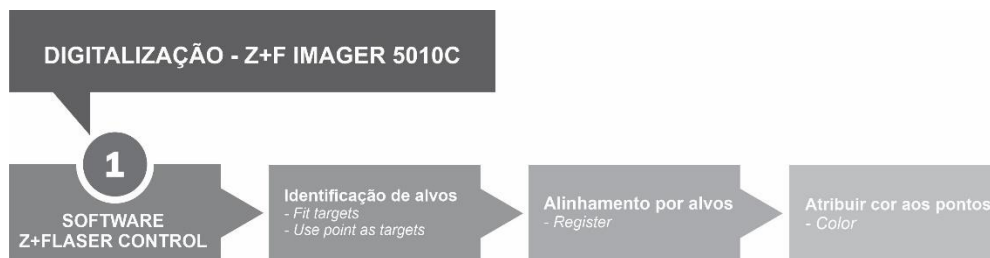 DIGITALIZAÇÃO - Z+F IMAGER 5010C
1
SOFTWARE
Z+FLASER CONTROL
Identificação de alvos
- Fit targets
- Use point as targets
Alinhamento por alvos
- Register
Atribuir cor aos pontos
- Color